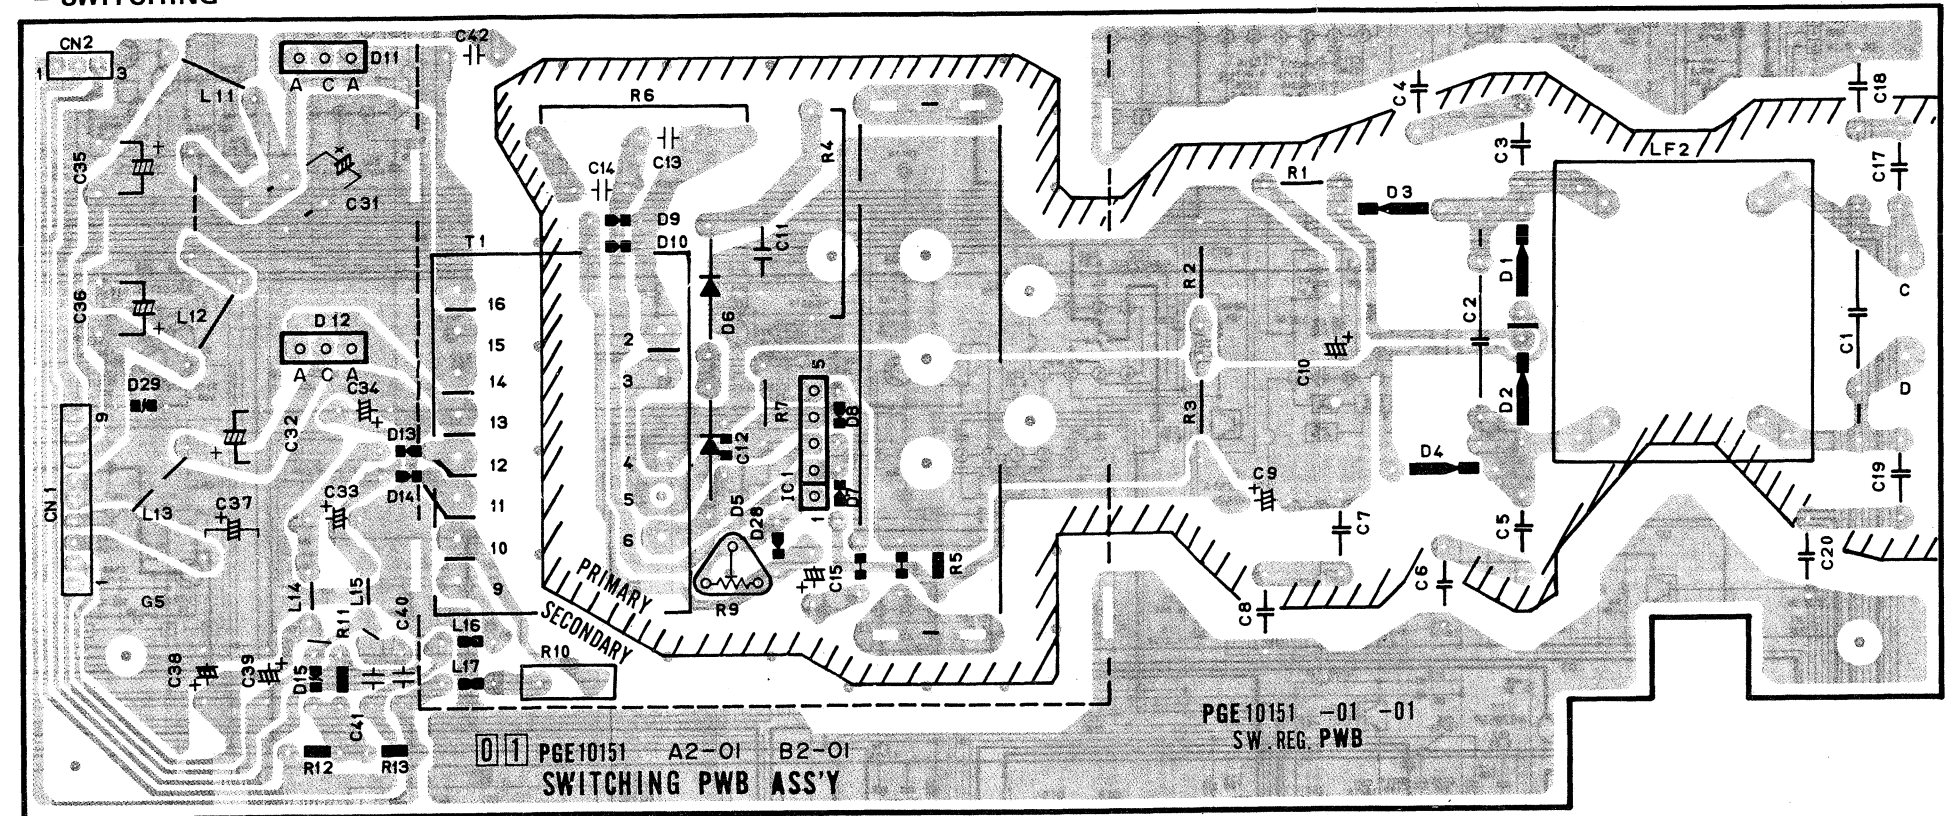 CN2
1
3
D11
A C A
L11
C42
R6
C13
C14
R4
C4
C18
C3
LF2
C17
C35
C31
D9
D10
T1
C11
R1
D3
R2
D1
C2
C
C1
C36
L12
16
D6
2
D12
15
A C A
14
3
5
C10
D29
C34
D
9
R7
D8
R3
D2
13
C32
D13
C12
12
4
D4
D14
IC1
C9
C19
CN1
L13
C37
C33
11
5
D5
D28
D7
1
C7
C5
10
6
C20
R5
C15
PRIMARY
SECONDARY
R9
C6
C8
1
G5
L14
L15
9
R11
C40
L16
L17
R10
C38
C39
D15
C41
R12
R13
PGE10151 -01 -01
SW.REG. PWB
0 1 PGE10151 A2-01 B2-01
SWITCHING PWB ASS'Y